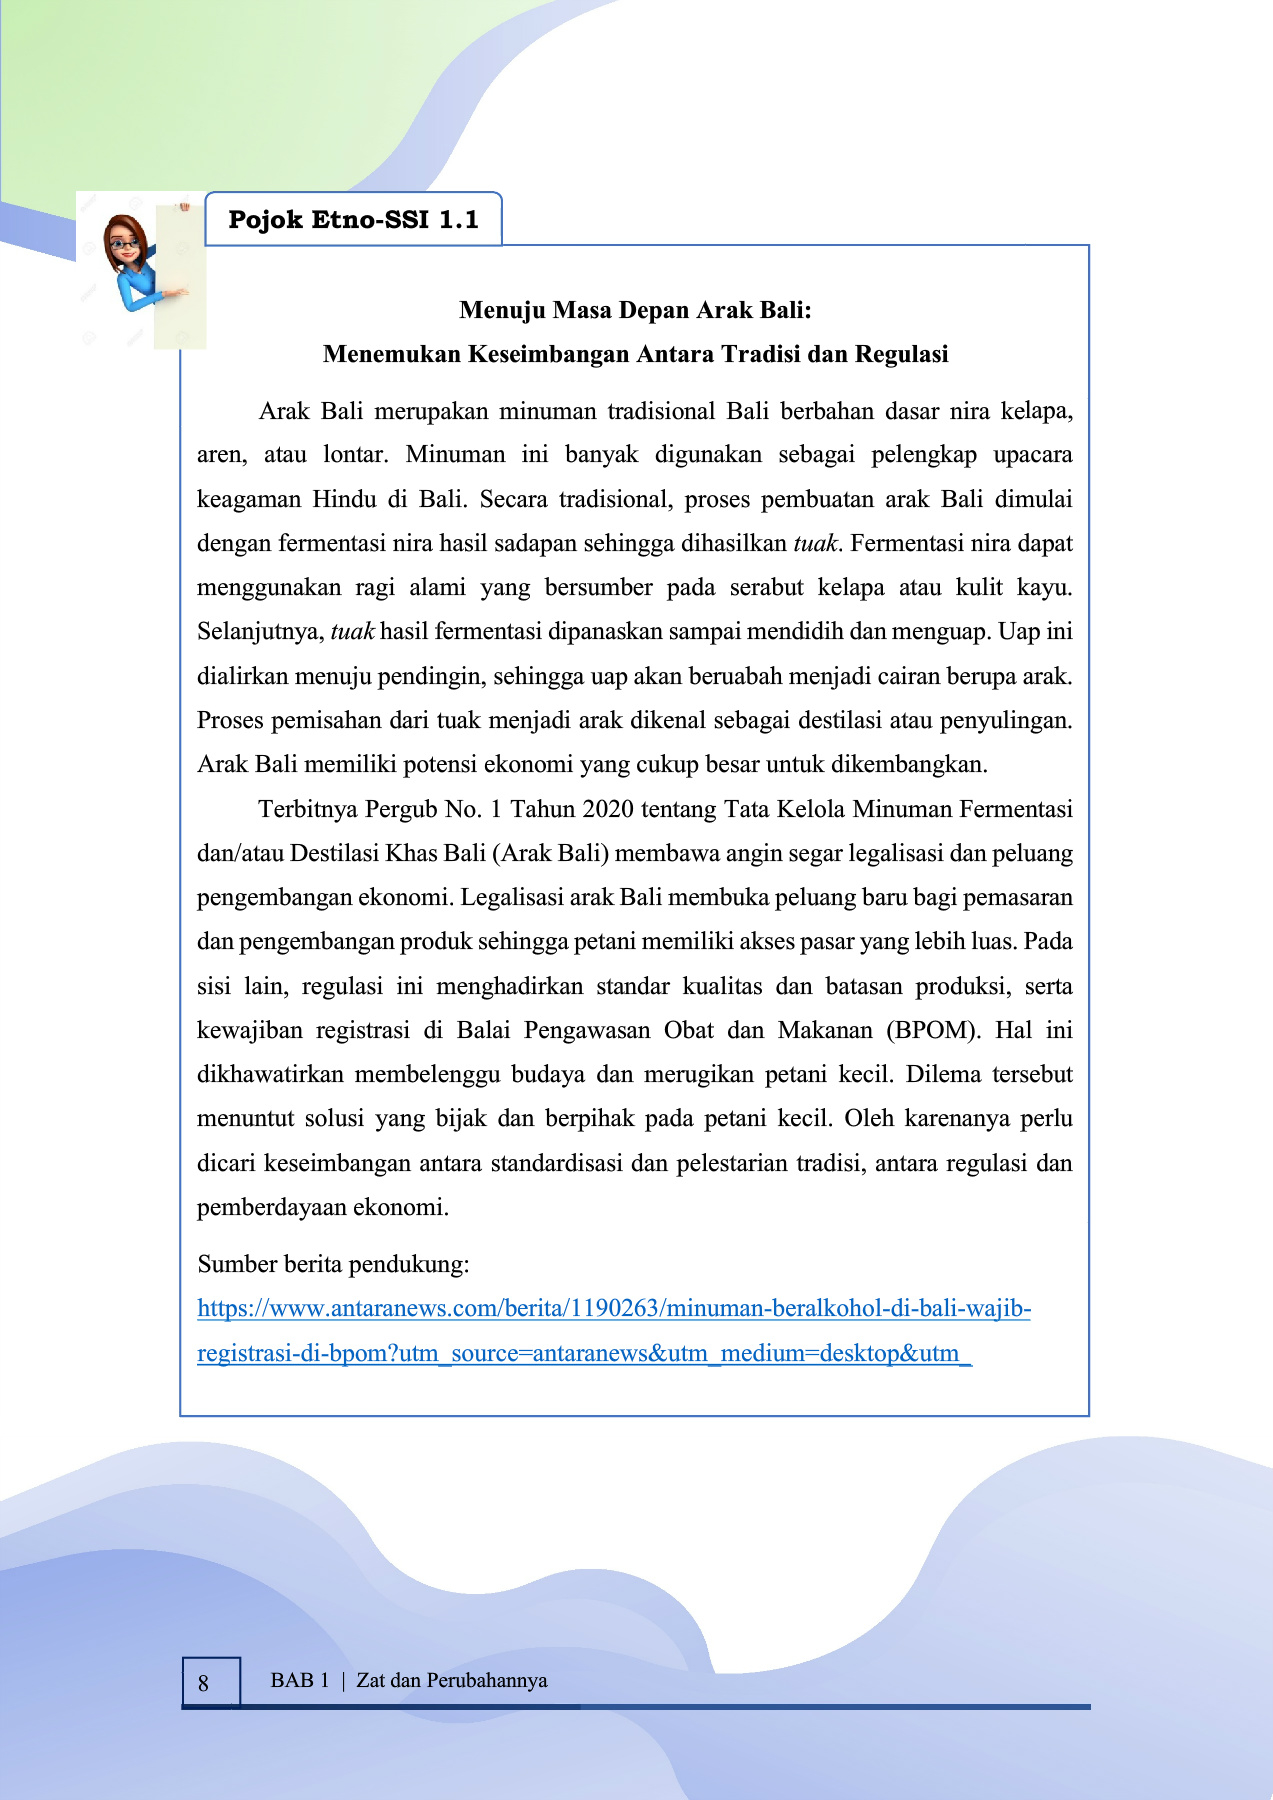 Pojok Etno-SSI 1.1
Menuju Masa Depan Arak Bali:
Menemukan Keseimbangan Antara Tradisi dan Regulasi
Arak Bali merupakan minuman tradisional Bali berbahan dasar nira kelapa,
aren, atau lontar. Minuman ini banyak digunakan sebagai pelengkap upacara
keagaman Hindu di Bali. Secara tradisional, proses pembuatan arak Bali dimulai
dengan fermentasi nira hasil sadapan sehingga dihasilkan tuak. Fermentasi nira dapat
menggunakan ragi alami yang bersumber pada serabut kelapa atau kulit kayu.
Selanjutnya, tuak hasil fermentasi dipanaskan sampai mendidih dan menguap. Uap ini
dialirkan menuju pendingin, sehingga uap akan beruabah menjadi cairan berupa arak.
Proses pemisahan dari tuak menjadi arak dikenal sebagai destilasi atau penyulingan.
Arak Bali memiliki potensi ekonomi yang cukup besar untuk dikembangkan.
Terbitnya Pergub No. 1 Tahun 2020 tentang Tata Kelola Minuman Fermentasi
dan/atau Destilasi Khas Bali (Arak Bali) membawa angin segar legalisasi dan peluang
pengembangan ekonomi. Legalisasi arak Bali membuka peluang baru bagi pemasaran
dan pengembangan produk sehingga petani memiliki akses pasar yang lebih luas. Pada
sisi lain, regulasi ini menghadirkan standar kualitas dan batasan produksi, serta
kewajiban registrasi di Balai Pengawasan Obat dan Makanan (BPOM). Hal ini
dikhawatirkan membelenggu budaya dan merugikan petani kecil. Dilema tersebut
menuntut solusi yang bijak dan berpihak pada petani kecil. Oleh karenanya perlu
dicari keseimbangan antara standardisasi dan pelestarian tradisi, antara regulasi dan
pemberdayaan ekonomi.
Sumber berita pendukung:
https://www.antaranews.com/berita/1190263/minuman-beralkohol-di-bali-wajib-
registrasi-di-bpom?utm_source=antaranews&utm_medium=desktop&utm_
8
BAB 1 | Zat dan Perubahannya